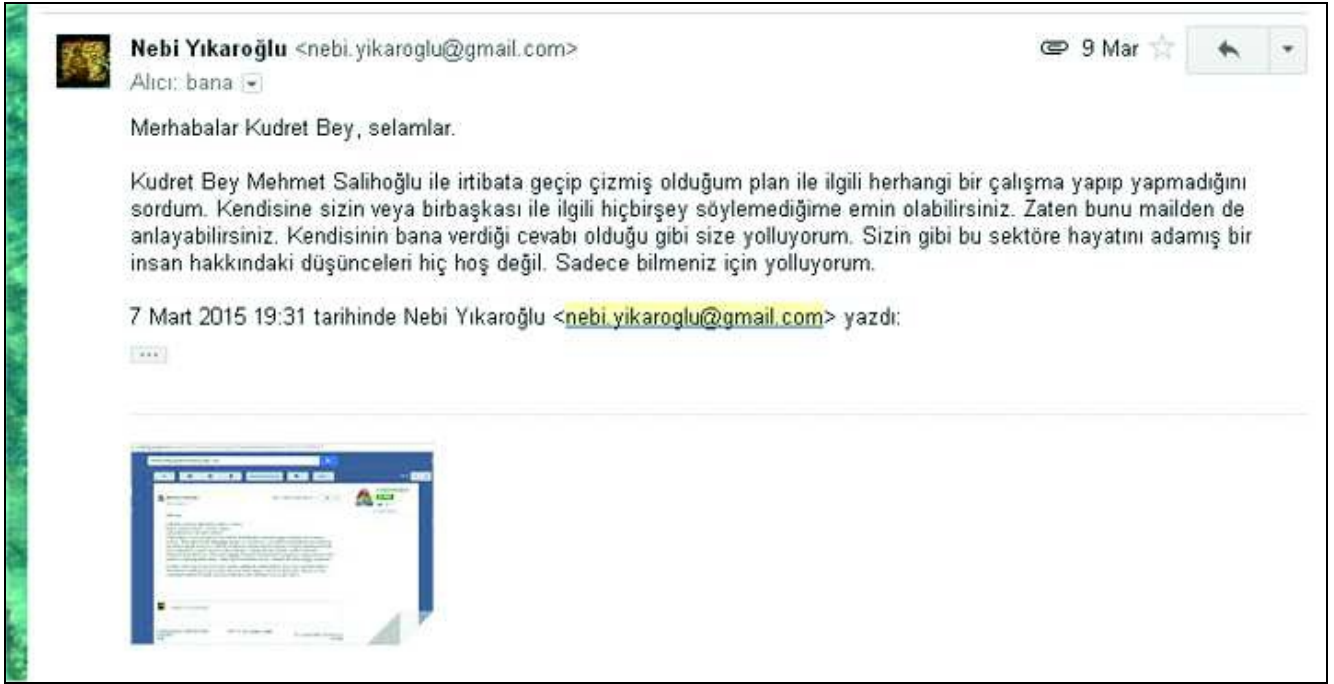 Nebi Yıkaroğlu <nebi.yikaroglu@gmail.com>
9 Mar
Alıcı: bana
Merhabalar Kudret Bey, selamlar.
Kudret Bey Mehmet Salihoğlu ile irtibata geçip çizmiş olduğum plan ile ilgili herhangi bir çalışma yapıp yapmadığını
sordum. Kendisine sizin veya birbaşkası ile ilgili hiçbirşey söylemediğime emin olabilirsiniz. Zaten bunu mailden de
anlayabilirsiniz. Kendisinin bana verdiği cevabı olduğu gibi size yolluyorum. Sizin gibi bu sektöre hayatını adamış bir
insan hakkındaki düşünceleri hiç hoş değil. Sadece bilmeniz için yolluyorum.
7 Mart 2015 19:31 tarihinde Nebi Yıkaroğlu <nebi.yikaroglu@gmail.com> yazdı: